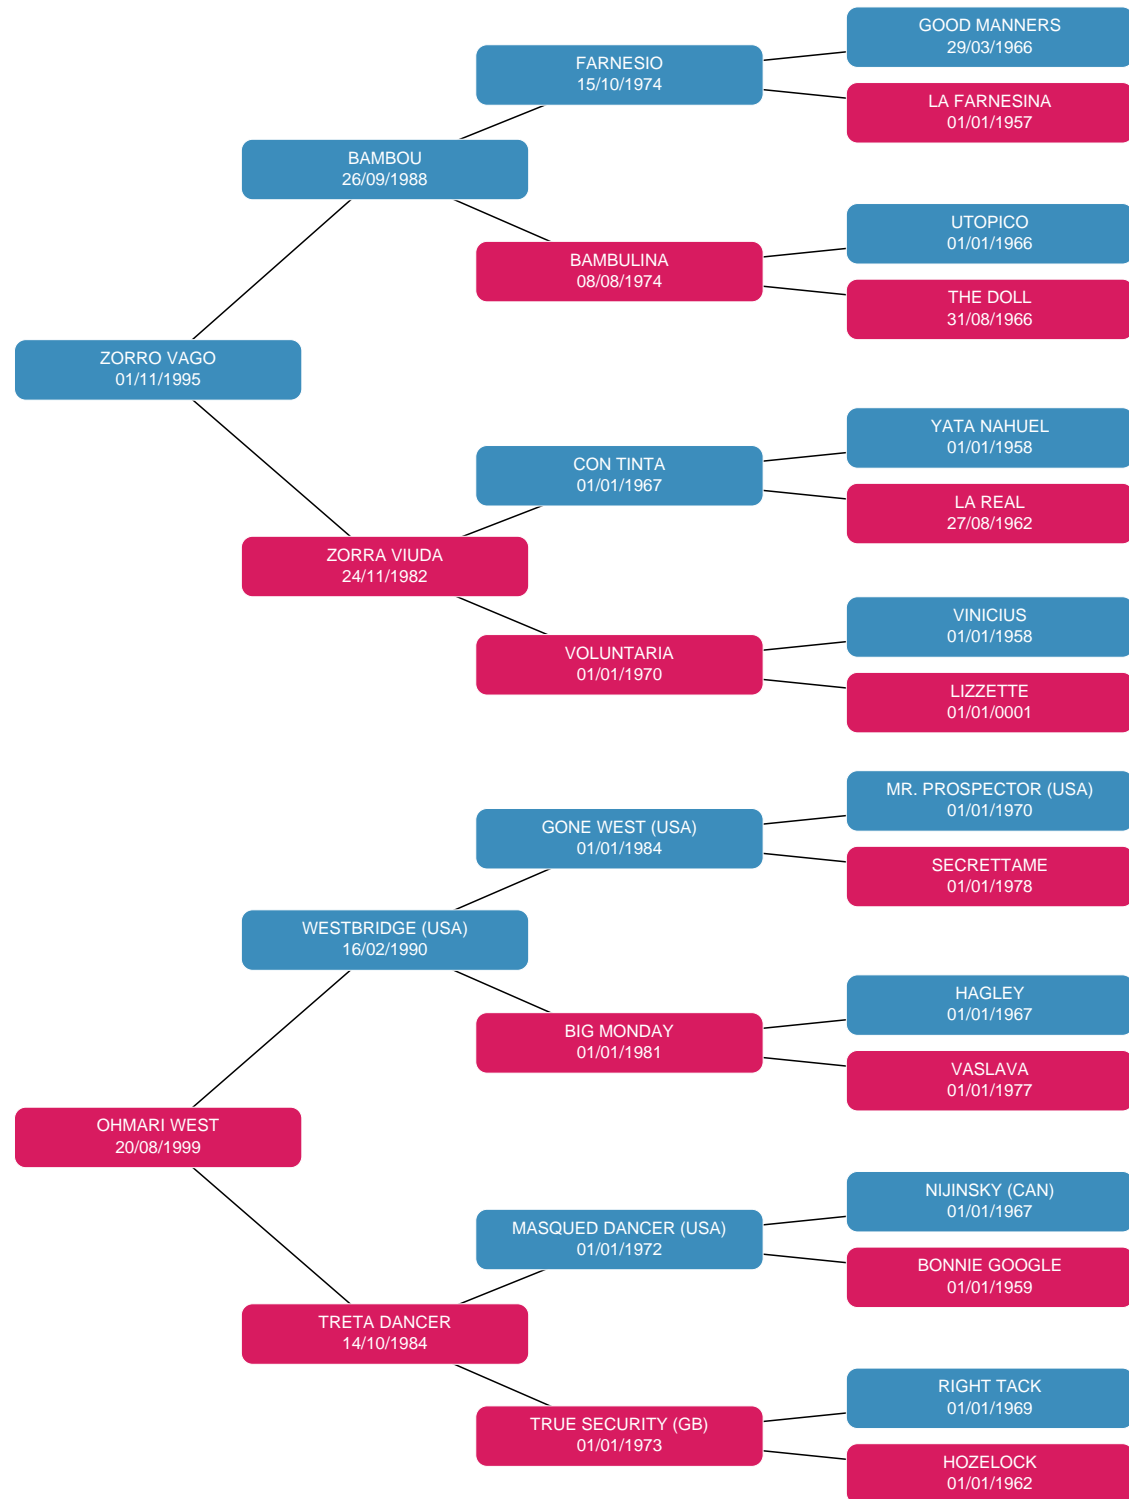 GOOD MANNERS
29/03/1966
FARNESIO
15/10/1974
LA FARNESINA
01/01/1957
BAMBOU
26/09/1988
UTOPICO
01/01/1966
BAMBULINA
08/08/1974
THE DOLL
31/08/1966
ZORRO VAGO
01/11/1995
YATA NAHUEL
01/01/1958
CON TINTA
01/01/1967
LA REAL
27/08/1962
ZORRA VIUDA
24/11/1982
VINICIUS
01/01/1958
VOLUNTARIA
01/01/1970
LIZZETTE
01/01/0001
MR. PROSPECTOR (USA)
01/01/1970
GONE WEST (USA)
01/01/1984
SECRETTAME
01/01/1978
WESTBRIDGE (USA)
16/02/1990
HAGLEY
01/01/1967
BIG MONDAY
01/01/1981
VASLAVA
01/01/1977
OHMARI WEST
20/08/1999
NIJINSKY (CAN)
01/01/1967
MASQUED DANCER (USA)
01/01/1972
BONNIE GOOGLE
01/01/1959
TRETA DANCER
14/10/1984
RIGHT TACK
01/01/1969
TRUE SECURITY (GB)
01/01/1973
HOZELOCK
01/01/1962